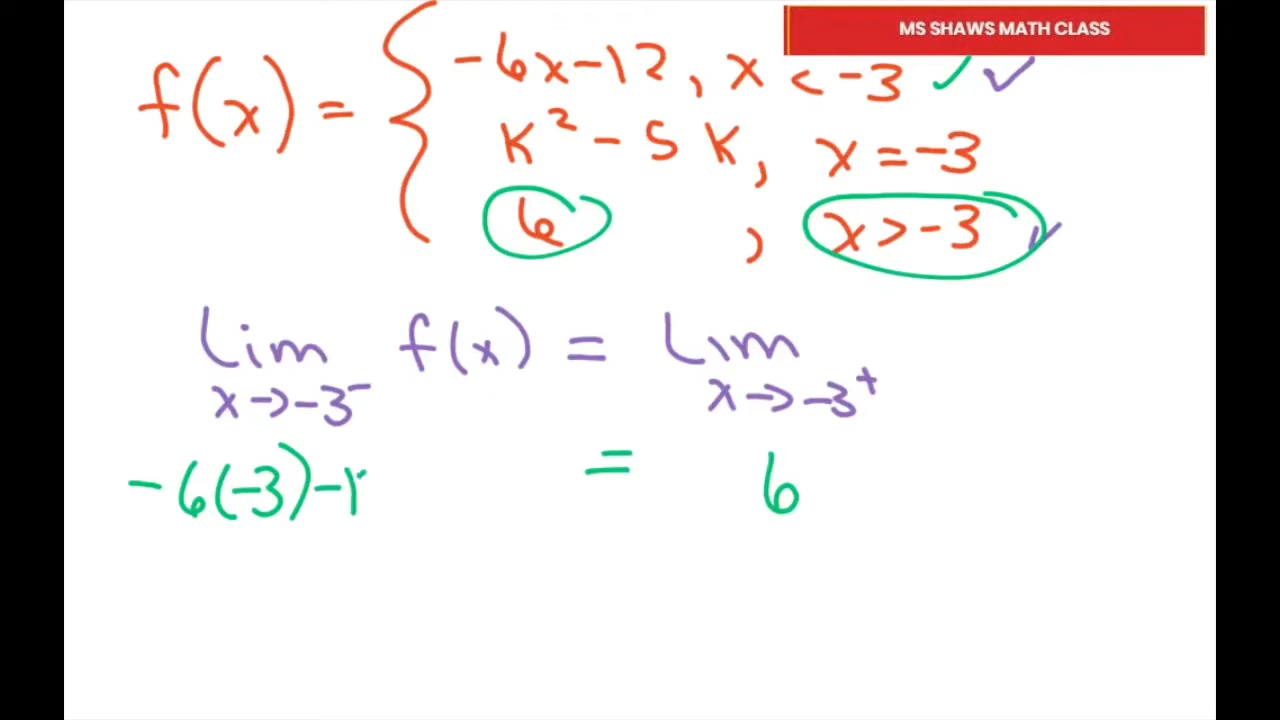 MS SHAWS MATH CLASS
f(x) = { -6x-12, x < -3 ✓ ✓
k² - 5k, x = -3
6 , x > -3 ✓
lim f(x) = lim
x→-3⁻ x→-3⁺
-6(-3)-1 = 6